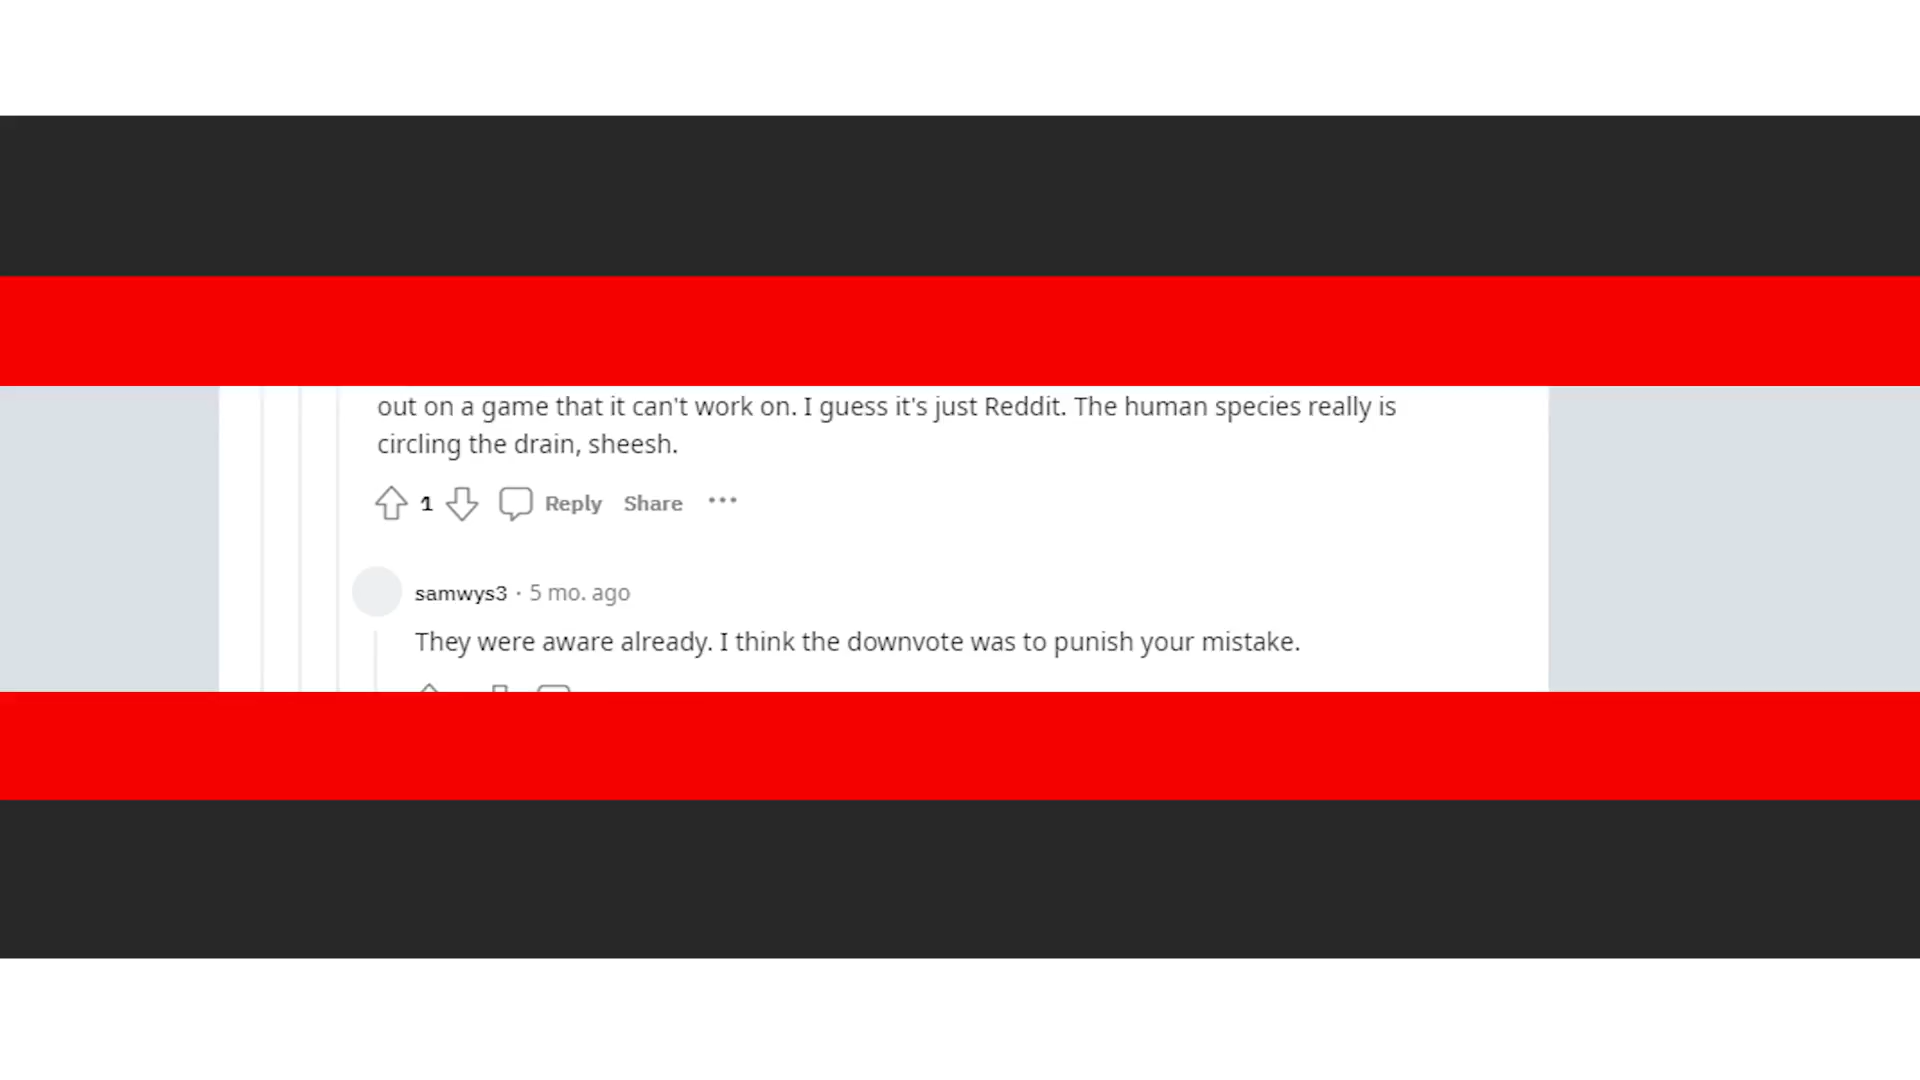 out on a game that it can't work on. I guess it's just Reddit. The human species really is
circling the drain, sheesh.
1 Reply Share ···
samwys3 · 5 mo. ago
They were aware already. I think the downvote was to punish your mistake.